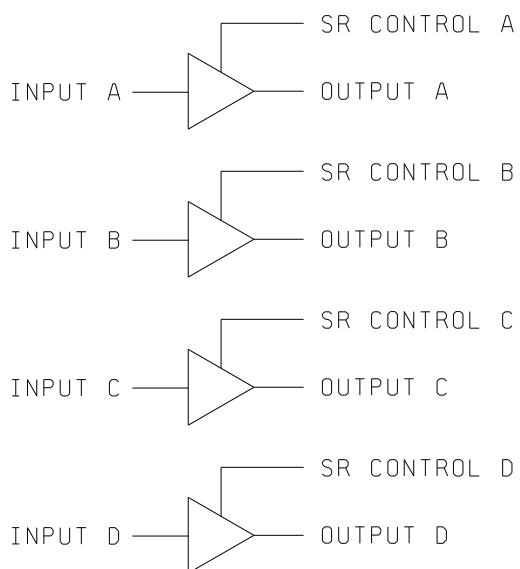 SR CONTROL A
INPUT A
OUTPUT A
SR CONTROL B
INPUT B
OUTPUT B
SR CONTROL C
INPUT C
OUTPUT C
SR CONTROL D
INPUT D
OUTPUT D